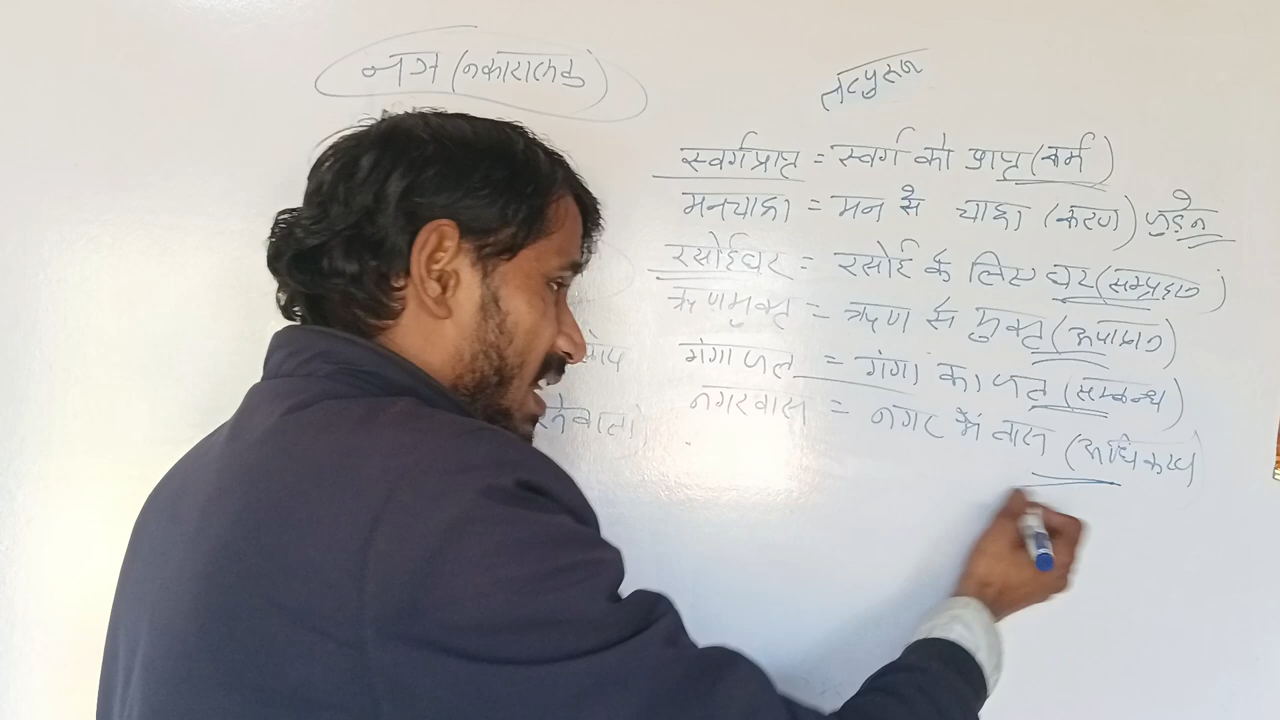 नञ (नकारात्मक)
तत्पुरूष
स्वर्गप्राप्त = स्वर्ग को प्राप्त (कर्म)
मनचाहा = मन से चाहा (करण) जुड़ने
रसोईघर = रसोई के लिए घर (सम्प्रदान)
ऋणमुक्त = ऋण से मुक्त (अपादान)
गंगाजल = गंगा का जल (सम्बन्ध)
नगरवास = नगर में वास (अधिकरण